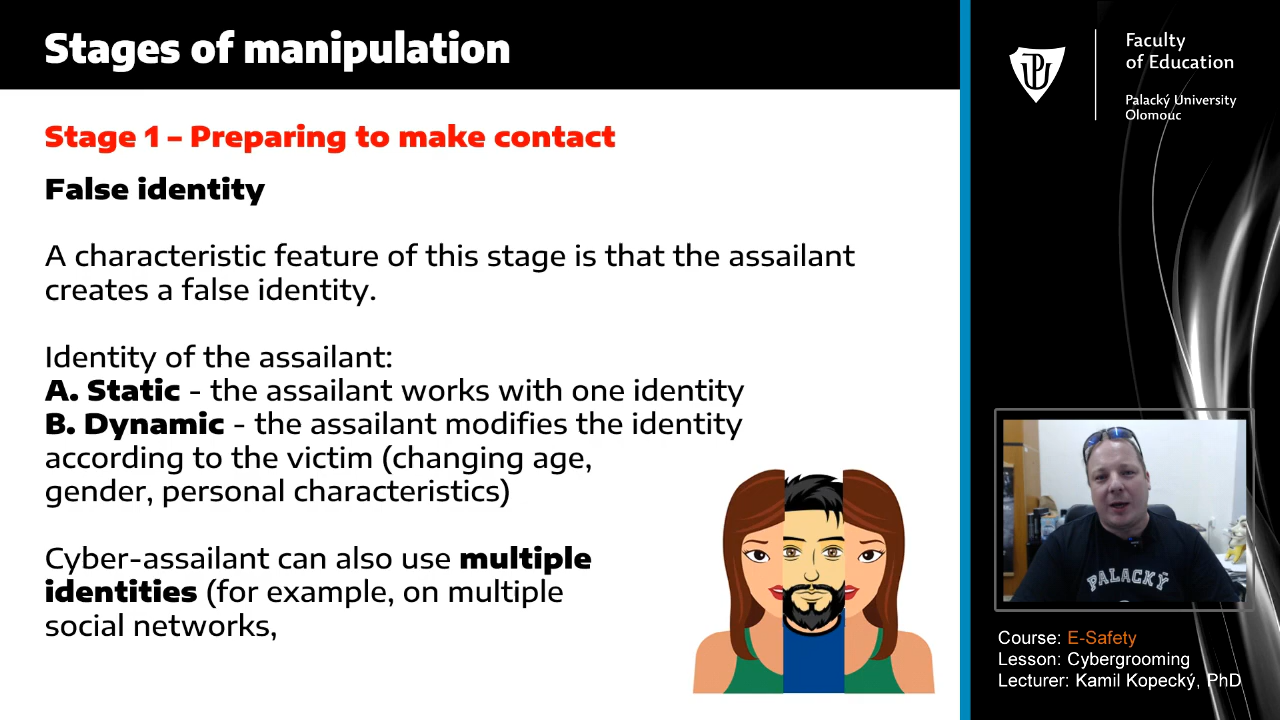 Stages of manipulation
Stage 1 – Preparing to make contact
False identity
A characteristic feature of this stage is that the assailant
creates a false identity.
Identity of the assailant:
A. Static - the assailant works with one identity
B. Dynamic - the assailant modifies the identity
according to the victim (changing age,
gender, personal characteristics)
Cyber-assailant can also use multiple
identities (for example, on multiple
social networks,
UP
Faculty
of Education
Palacký University
Olomouc
PALACKÝ
Course: E-Safety
Lesson: Cybergrooming
Lecturer: Kamil Kopecký, PhD